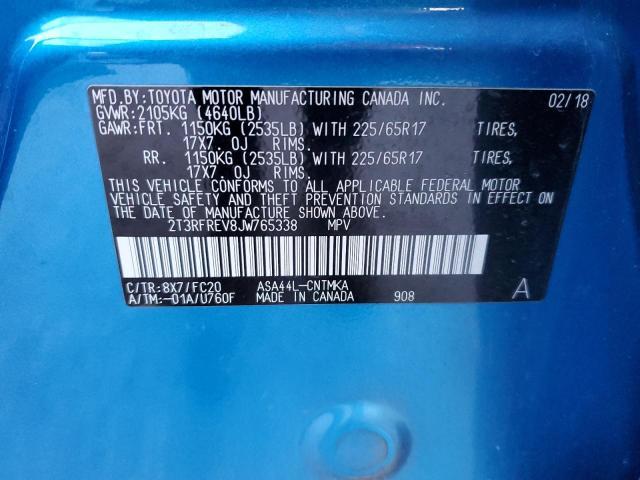 MFD.BY:TOYOTA MOTOR MANUFACTURING CANADA INC. 02/18
GVWR:2105KG (4640LB)
GAWR:FRT. 1150KG (2535LB) WITH 225/65R17 TIRES,
17X7. 0J RIMS.
RR. 1150KG (2535LB) WITH 225/65R17 TIRES,
17X7. 0J RIMS.
THIS VEHICLE CONFORMS TO ALL APPLICABLE FEDERAL MOTOR
VEHICLE SAFETY AND THEFT PREVENTION STANDARDS IN EFFECT ON
THE DATE OF MANUFACTURE SHOWN ABOVE.
2T3RFREV8JW765338 MPV
C/TR:8X7/FC20 ASA44L-CNTMKA
A/TM:-01A/U760F MADE IN CANADA 908 A